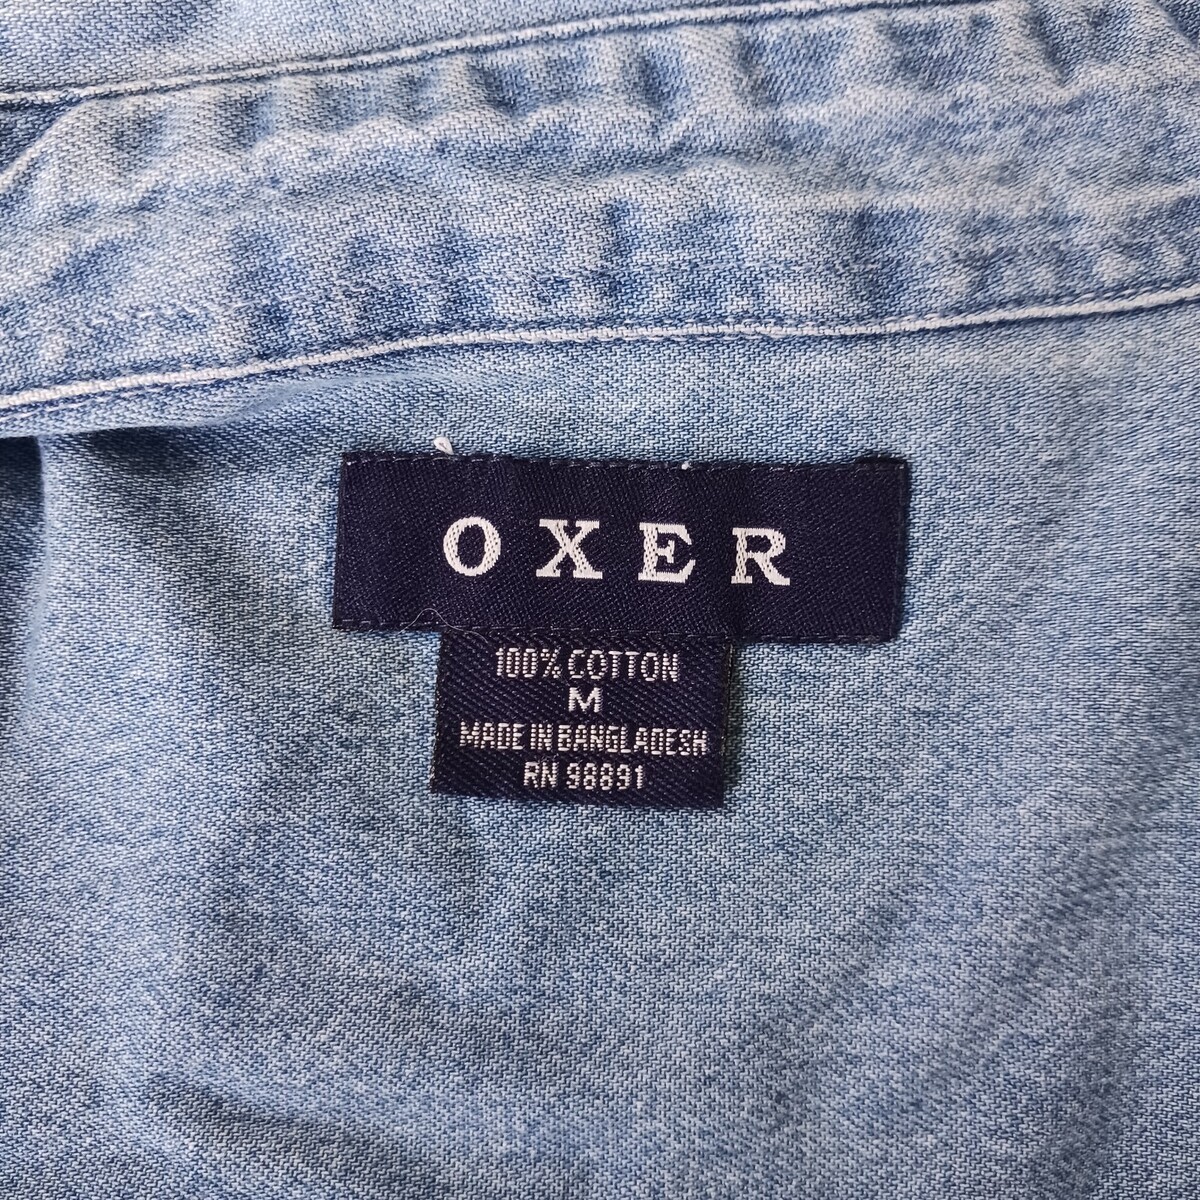 OXER
100% COTTON
M
MADE IN BANGLADESH
RN 98891